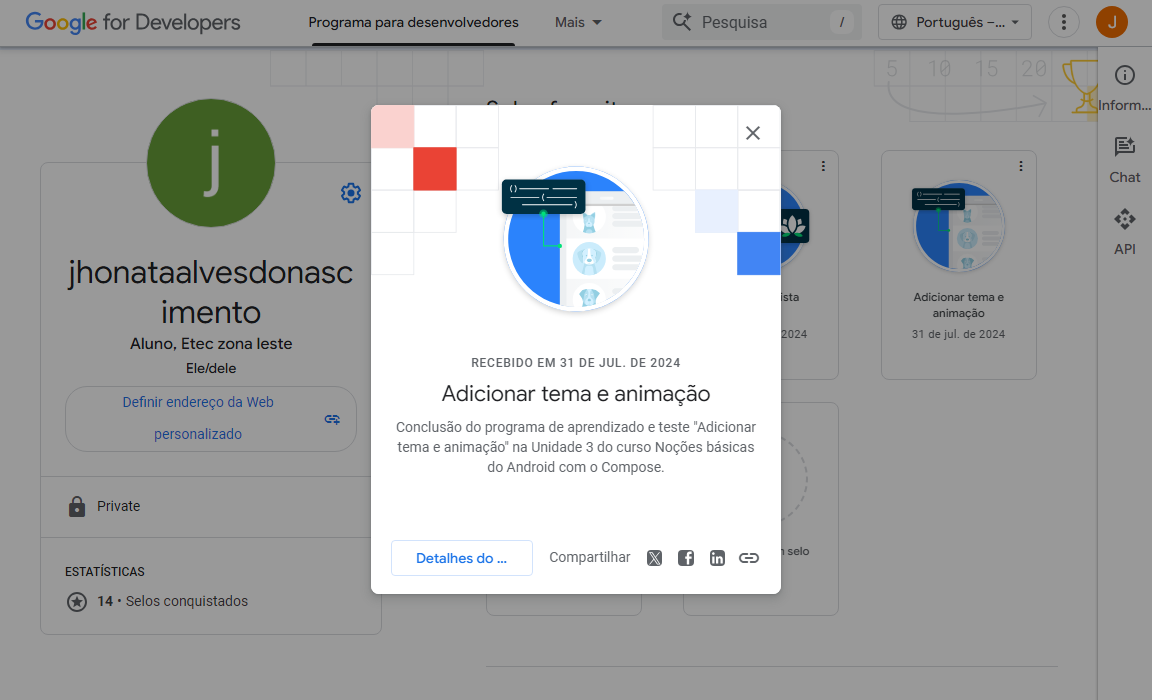 Google for Developers
Programa para desenvolvedores
Mais
Pesquisa
/
Português –...
J
5 10 15 20
Inform...
Chat
API
j
jhonataalvesdonasc
imento
Aluno, Etec zona leste
Ele/dele
Definir endereço da Web
personalizado
Private
ESTATÍSTICAS
14 • Selos conquistados
RECEBIDO EM 31 DE JUL. DE 2024
Adicionar tema e animação
Conclusão do programa de aprendizado e teste "Adicionar
tema e animação" na Unidade 3 do curso Noções básicas
do Android com o Compose.
Detalhes do ...
Compartilhar
ista
2024
Adicionar tema e
animação
31 de jul. de 2024
selo